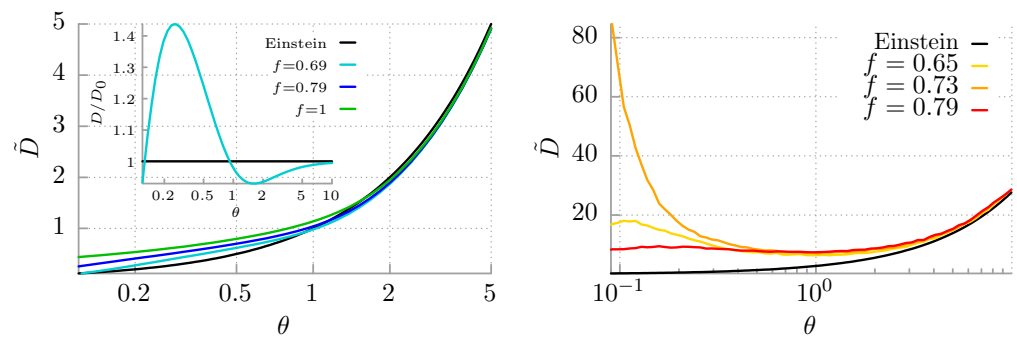 5
4
3
2
1
D̃
0.2
0.5
1
2
5
θ
1.4
1.3
1.2
1.1
1
D/D₀
0.2
0.5
1
2
5
10
θ
Einstein
f=0.69
f=0.79
f=1
80
60
40
20
D̃
10⁻¹
10⁰
θ
Einstein
f = 0.65
f = 0.73
f = 0.79